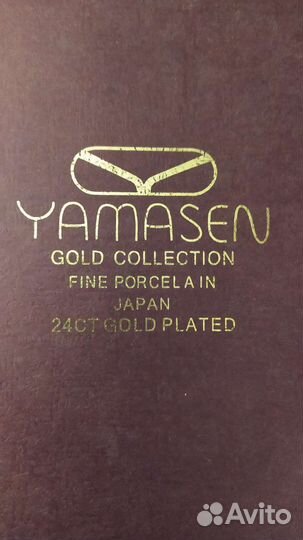 YAMASEN
GOLD COLLECTION
FINE PORCELAIN
JAPAN
24CT GOLD PLATED
Avito